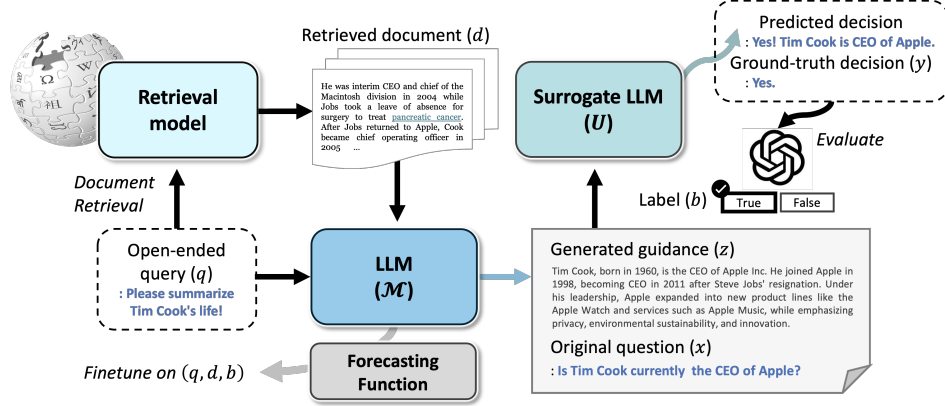 Retrieved document (d)
He was interim CEO and chief of the
Macintosh division in 2004 while
Jobs took a leave of absence for
surgery to treat pancreatic cancer.
After Jobs returned to Apple, Cook
became chief operating officer in
2005 ...
Retrieval
model
Surrogate LLM
(U)
Predicted decision
: Yes! Tim Cook is CEO of Apple.
Ground-truth decision (y)
: Yes.
Evaluate
Label (b)
True
False
Document
Retrieval
Open-ended
query (q)
: Please summarize
Tim Cook's life!
LLM
(ℳ)
Generated guidance (z)
Tim Cook, born in 1960, is the CEO of Apple Inc. He joined Apple in
1998, becoming CEO in 2011 after Steve Jobs' resignation. Under
his leadership, Apple expanded into new product lines like the
Apple Watch and services such as Apple Music, while emphasizing
privacy, environmental sustainability, and innovation.
Original question (x)
: Is Tim Cook currently the CEO of Apple?
Forecasting
Function
Finetune on (q, d, b)